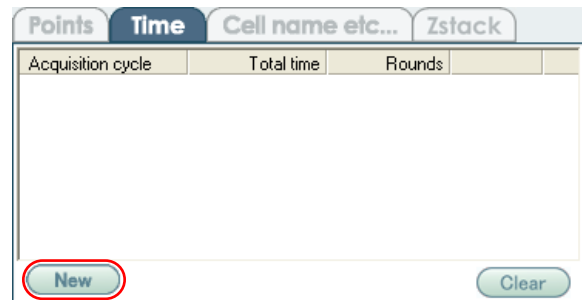 Points Time Cell name etc... Zstack
Acquisition cycle Total time Rounds
New Clear